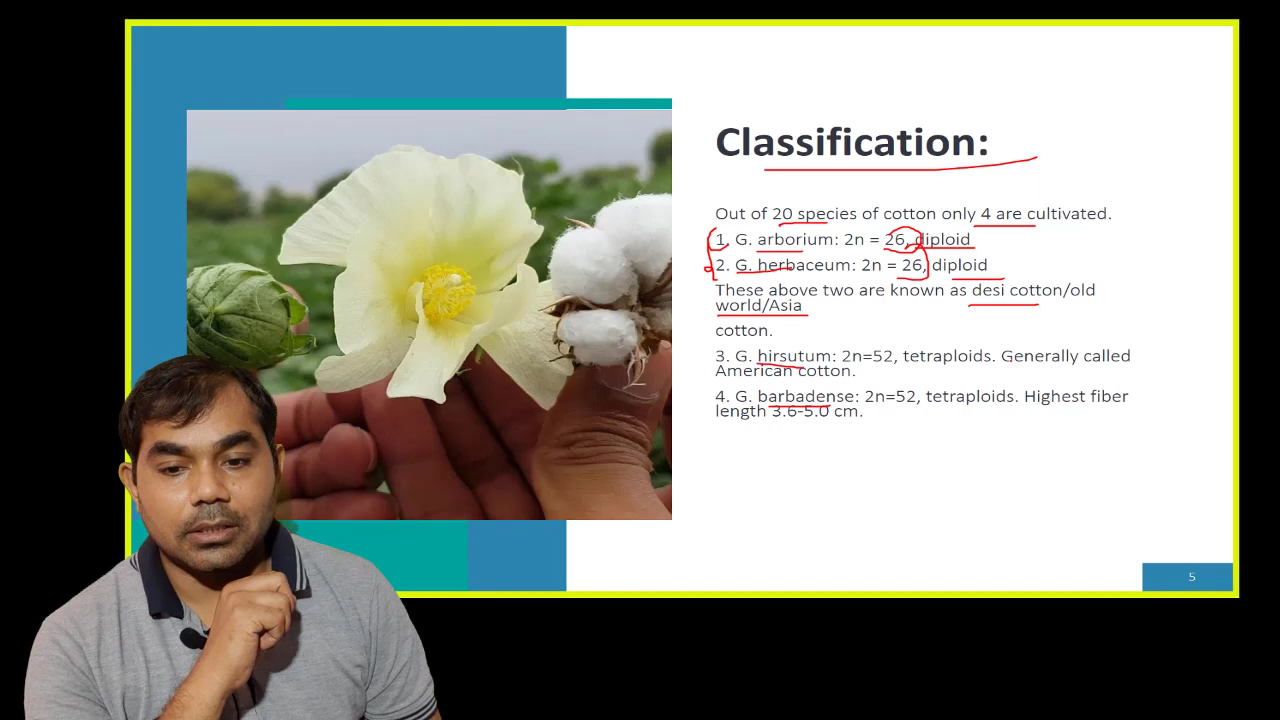 Classification:
Out of 20 species of cotton only 4 are cultivated.
1. G. arborium: 2n = 26, diploid
2. G. herbaceum: 2n = 26, diploid
These above two are known as desi cotton/old
world/Asia
cotton.
3. G. hirsutum: 2n=52, tetraploids. Generally called
American cotton.
4. G. barbadense: 2n=52, tetraploids. Highest fiber
length 3.6-5.0 cm.
5